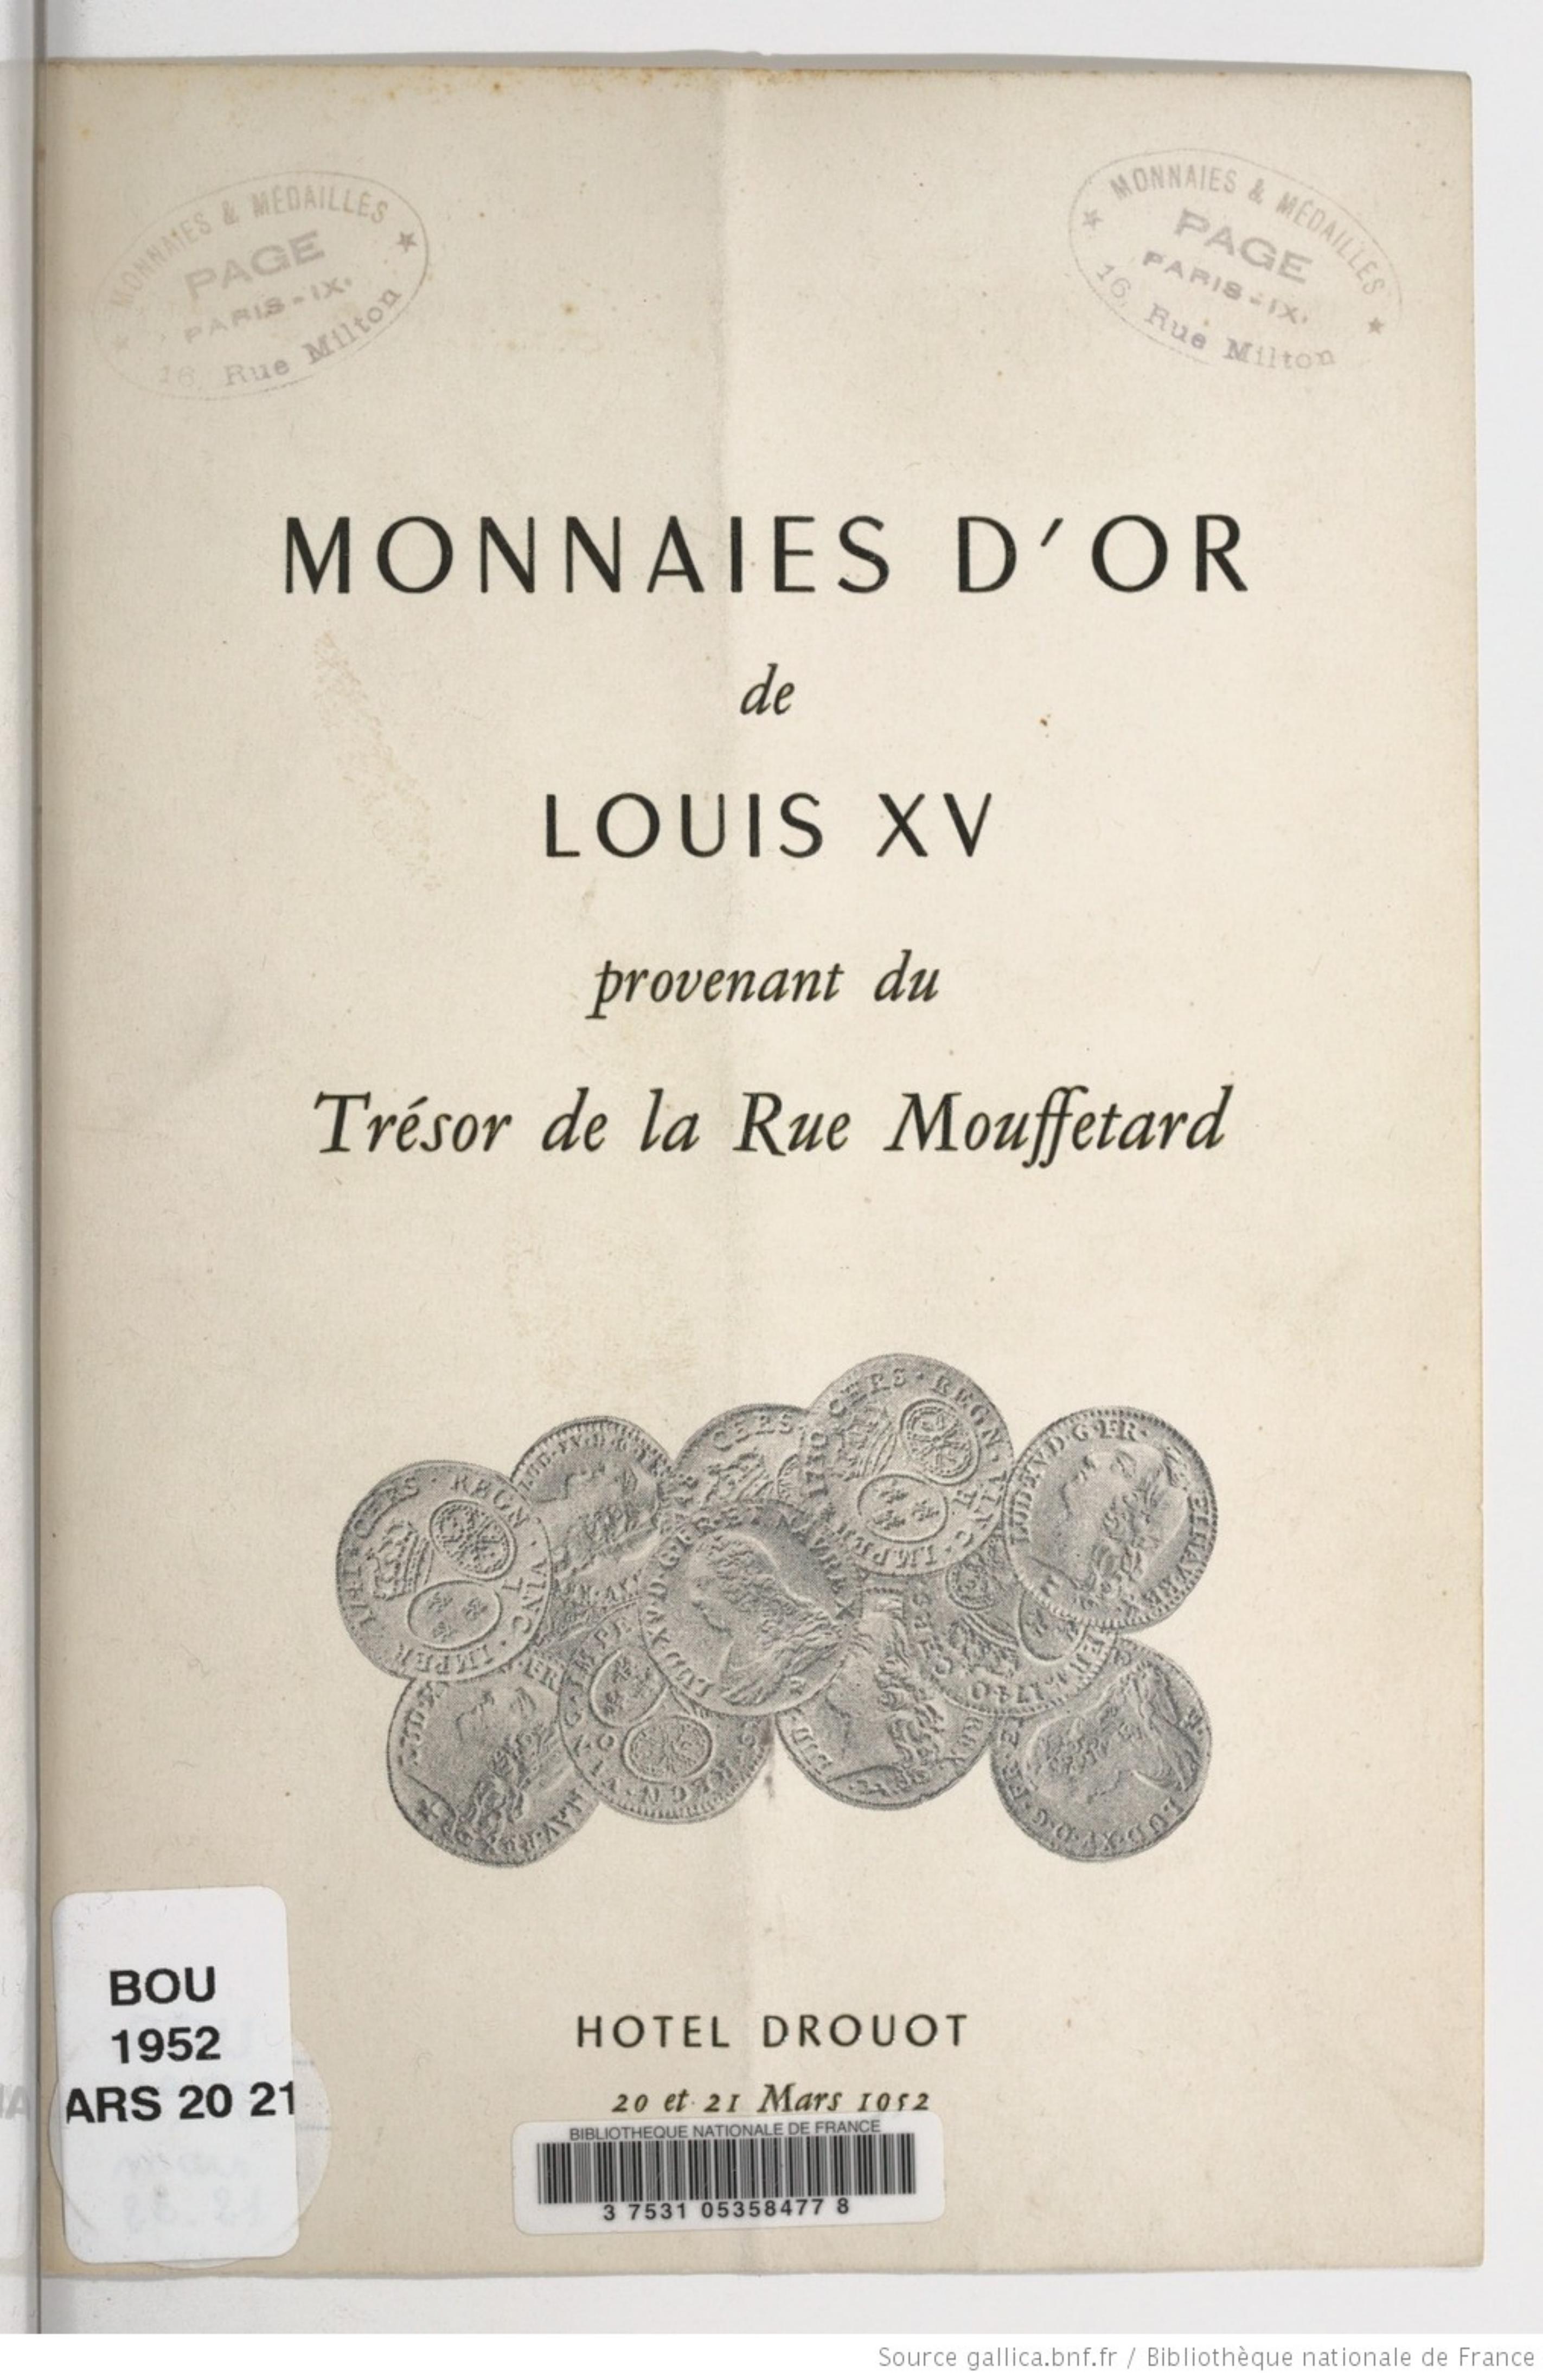 MONNAIES & MÉDAILLES
PAGE
PARIS-IX.
16, Rue Milton
MONNAIES & MÉDAILLES
PAGE
PARIS-IX.
16, Rue Milton
MONNAIES D'OR
de
LOUIS XV
provenant du
Trésor de la Rue Mouffetard
HOTEL DROUOT
20 et 21 Mars 1952
BOU
1952
ARS 20 21
BIBLIOTHEQUE NATIONALE DE FRANCE
3 7531 05358477 8
Source gallica.bnf.fr / Bibliothèque nationale de France